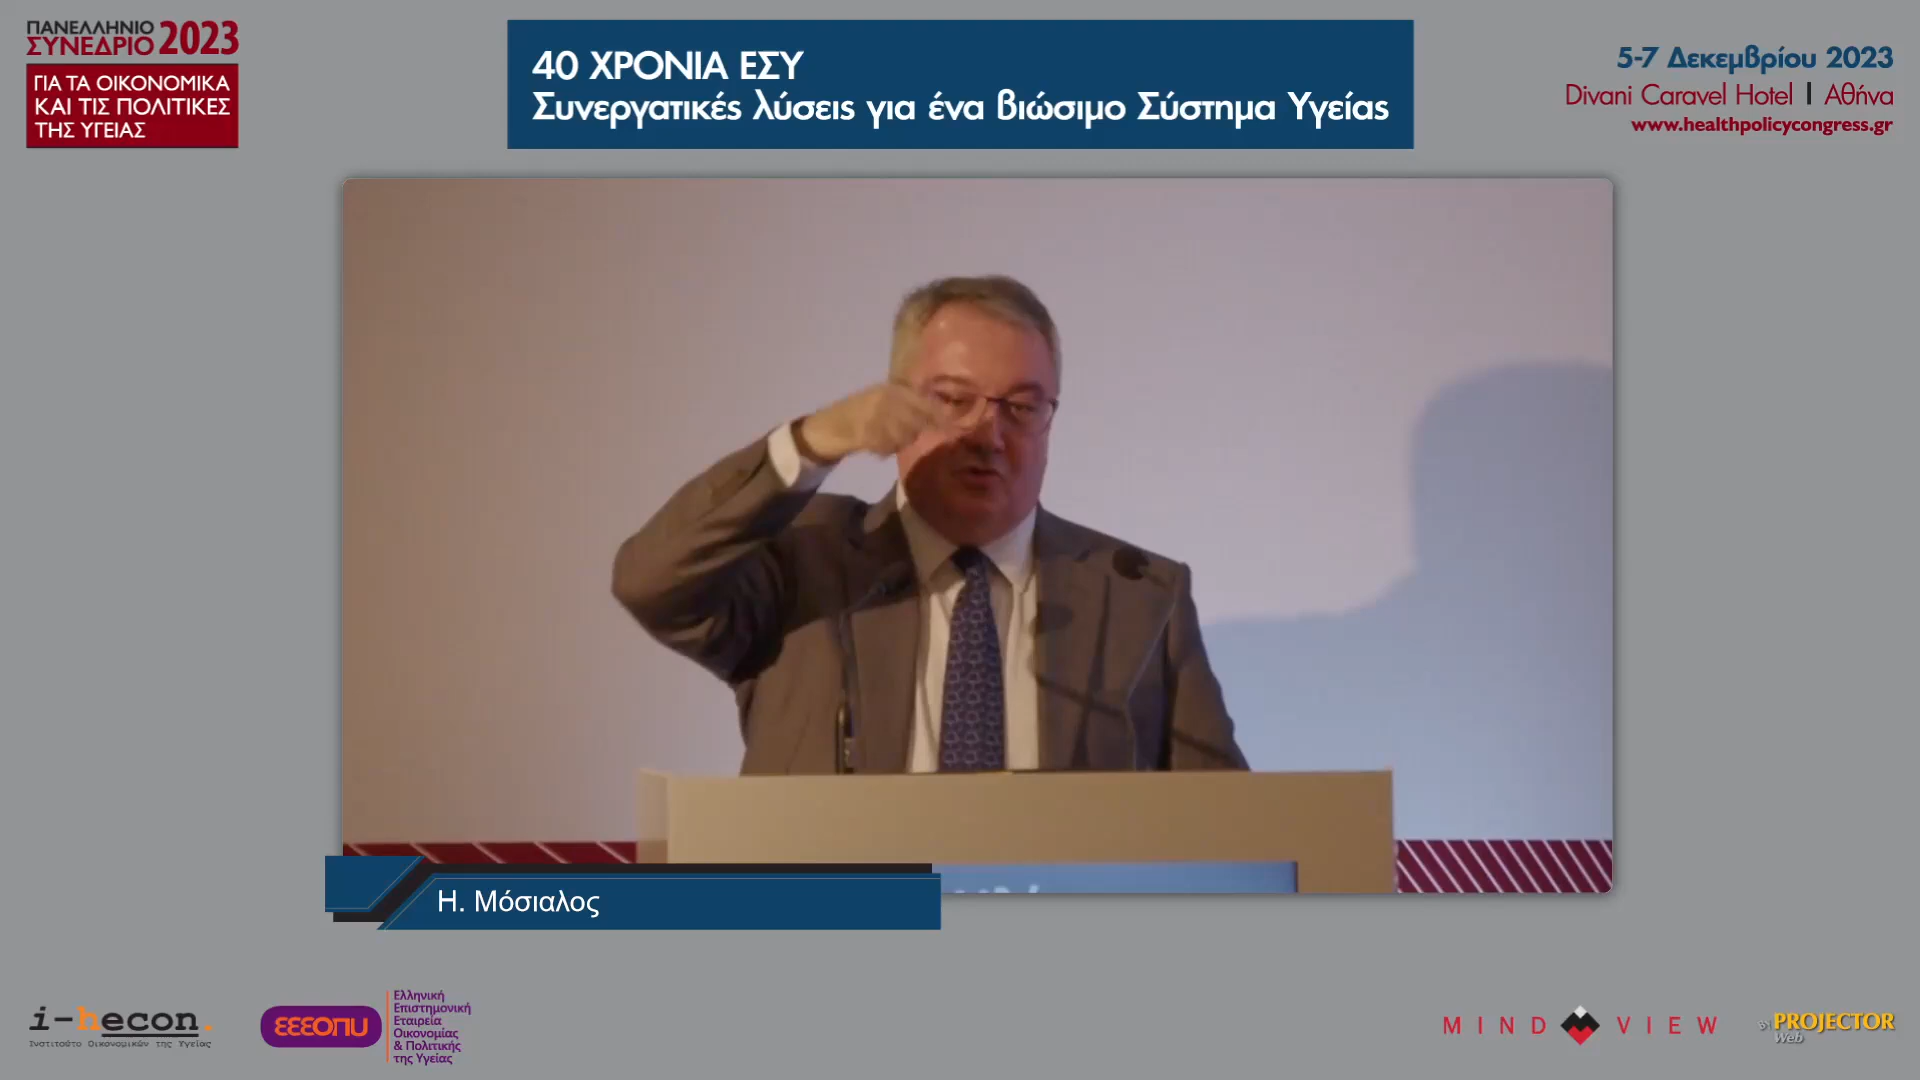 ΠΑΝΕΛΛΗΝΙΟ
ΣΥΝΕΔΡΙΟ 2023
ΓΙΑ ΤΑ ΟΙΚΟΝΟΜΙΚΑ
ΚΑΙ ΤΙΣ ΠΟΛΙΤΙΚΕΣ
ΤΗΣ ΥΓΕΙΑΣ
40 ΧΡΟΝΙΑ ΕΣΥ
Συνεργατικές λύσεις για ένα βιώσιμο Σύστημα Υγείας
5-7 Δεκεμβρίου 2023
Divani Caravel Hotel | Αθήνα
www.healthpolicycongress.gr
Η. Μόσιαλος
i-hecon.
Ινστιτούτο Οικονομικών της Υγείας
εεεοπυ
Ελληνική
Επιστημονική
Εταιρεία
Οικονομίας
& Πολιτικής
της Υγείας
MIND VIEW
BY PROJECTOR
Web